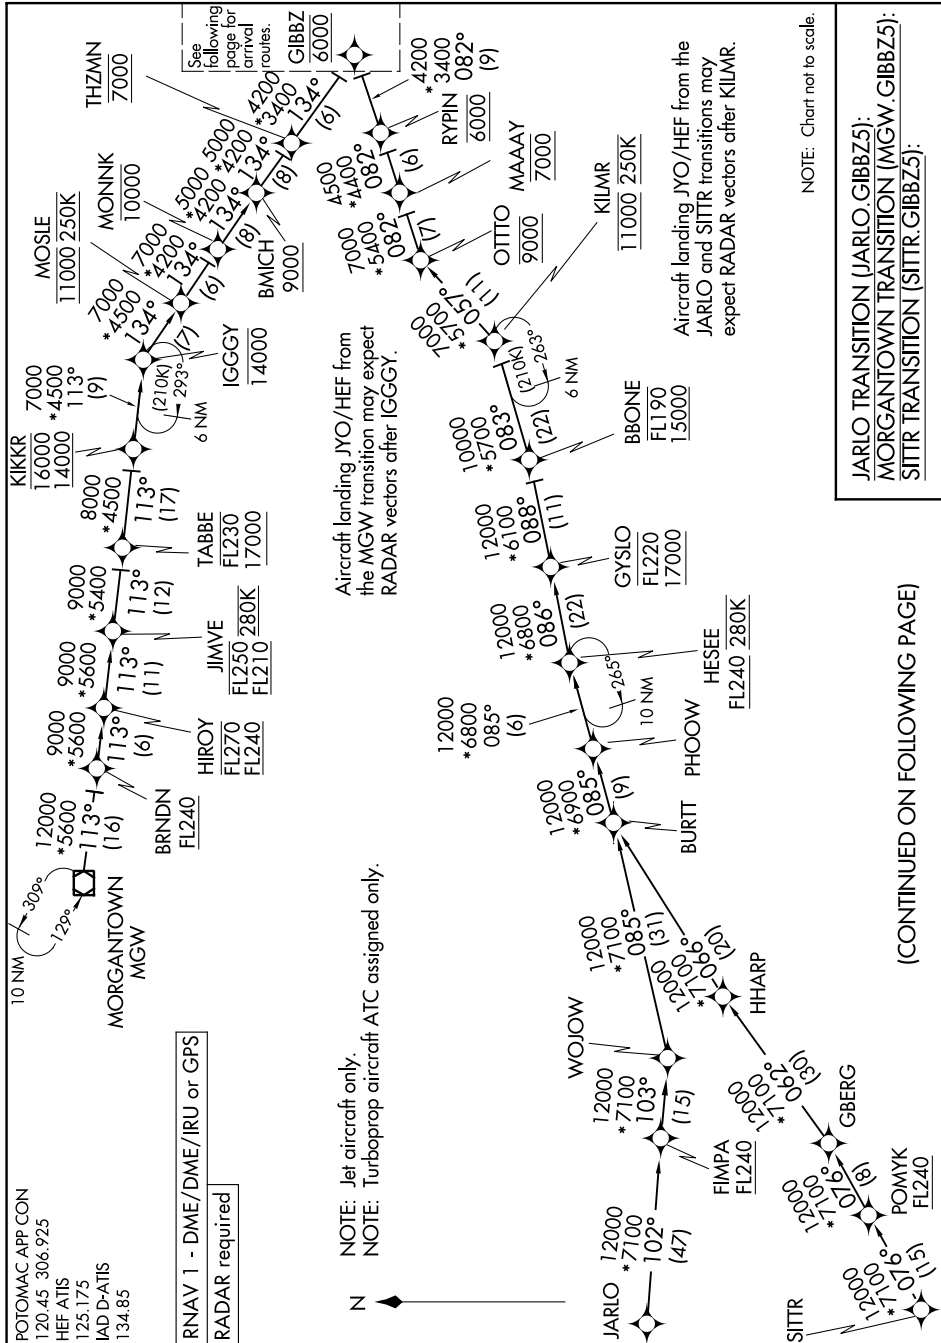 POTOMAC APP CON
120.45 306.925
HEF ATIS
125.175
IAD D-ATIS
134.85
RNAV 1 - DME/DME/IRU or GPS
RADAR required
NOTE: Jet aircraft only.
NOTE: Turboprop aircraft ATC assigned only.
N
10 NM
309°
129°
MORGANTOWN
MGW
12000
*5600
113°
(16)
BRNDN
FL240
9000
*5600
113°
(6)
HIROY
FL270
FL240
9000
*5600
113°
(11)
JIMVE
FL250 280K
FL210
9000
*5400
113°
(12)
TABBE
FL230
17000
8000
*4500
113°
(17)
KIKKR
16000
14000
7000
*4500
113°
(9)
(210K)
293°
6 NM
IGGGY
14000
7000
*4500
134°
(7)
MOSLE
11000 250K
7000
*4200
134°
(6)
MONNK
10000
5000
*4200
134°
(8)
BMICH
9000
5000
*4200
134°
(8)
THZMN
7000
4200
*3400
134°
(6)
See
following
page for
arrival
routes.
GIBBZ
6000
Aircraft landing JYO/HEF from
the MGW transition may expect
RADAR vectors after IGGGY.
JARLO
12000
*7100
102°
(47)
FIMPA
FL240
12000
*7100
103°
(15)
WOJOW
12000
*7100
085°
(31)
SITTR
12000
*7100
076°
(15)
POMYK
FL240
12000
*7100
076°
(8)
GBERG
12000
*7100
062°
(30)
HHARP
12000
*7100
066°
(20)
BURTT
12000
*6900
085°
(9)
PHOOW
12000
*6800
085°
(6)
10 NM
265°
HESEE
FL240 280K
12000
*6800
086°
(22)
GYSLO
FL220
17000
12000
*6100
088°
(11)
BBONE
FL190
15000
10000
*5700
083°
(22)
(210K)
263°
6 NM
KILMR
11000 250K
7000
*5700
057°
(11)
OTTTO
9000
7000
*5400
082°
(7)
MAAAY
7000
4500
*4400
082°
(6)
RYPIN
6000
4200
*3400
082°
(9)
Aircraft landing JYO/HEF from the
JARLO and SITTR transitions may
expect RADAR vectors after KILMR.
NOTE: Chart not to scale.
JARLO TRANSITION (JARLO.GIBBZ5):
MORGANTOWN TRANSITION (MGW.GIBBZ5):
SITTR TRANSITION (SITTR.GIBBZ5):
(CONTINUED ON FOLLOWING PAGE)